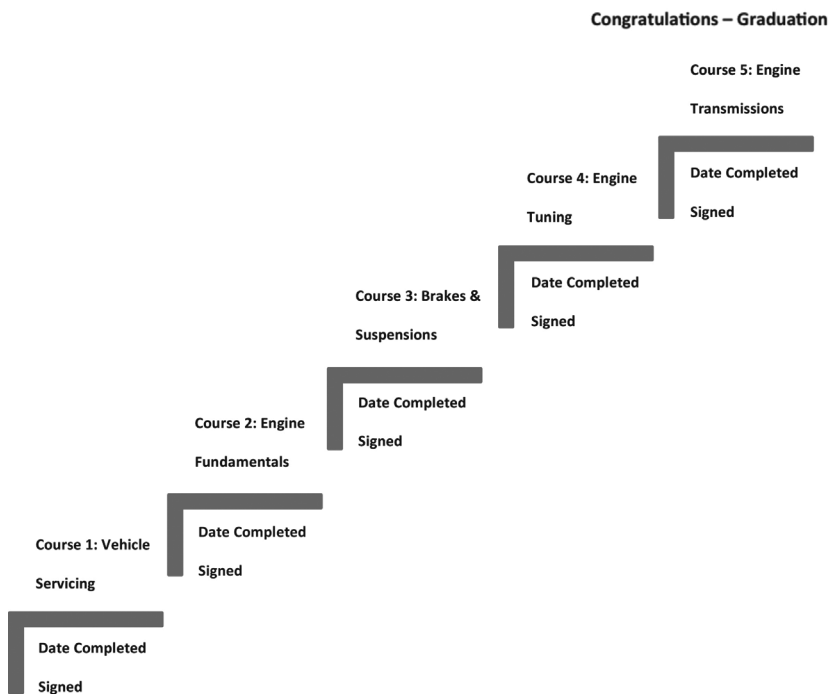 Congratulations – Graduation
Course 5: Engine
Transmissions
Date Completed
Signed
Course 4: Engine
Tuning
Date Completed
Signed
Course 3: Brakes &
Suspensions
Date Completed
Signed
Course 2: Engine
Fundamentals
Date Completed
Signed
Course 1: Vehicle
Servicing
Date Completed
Signed